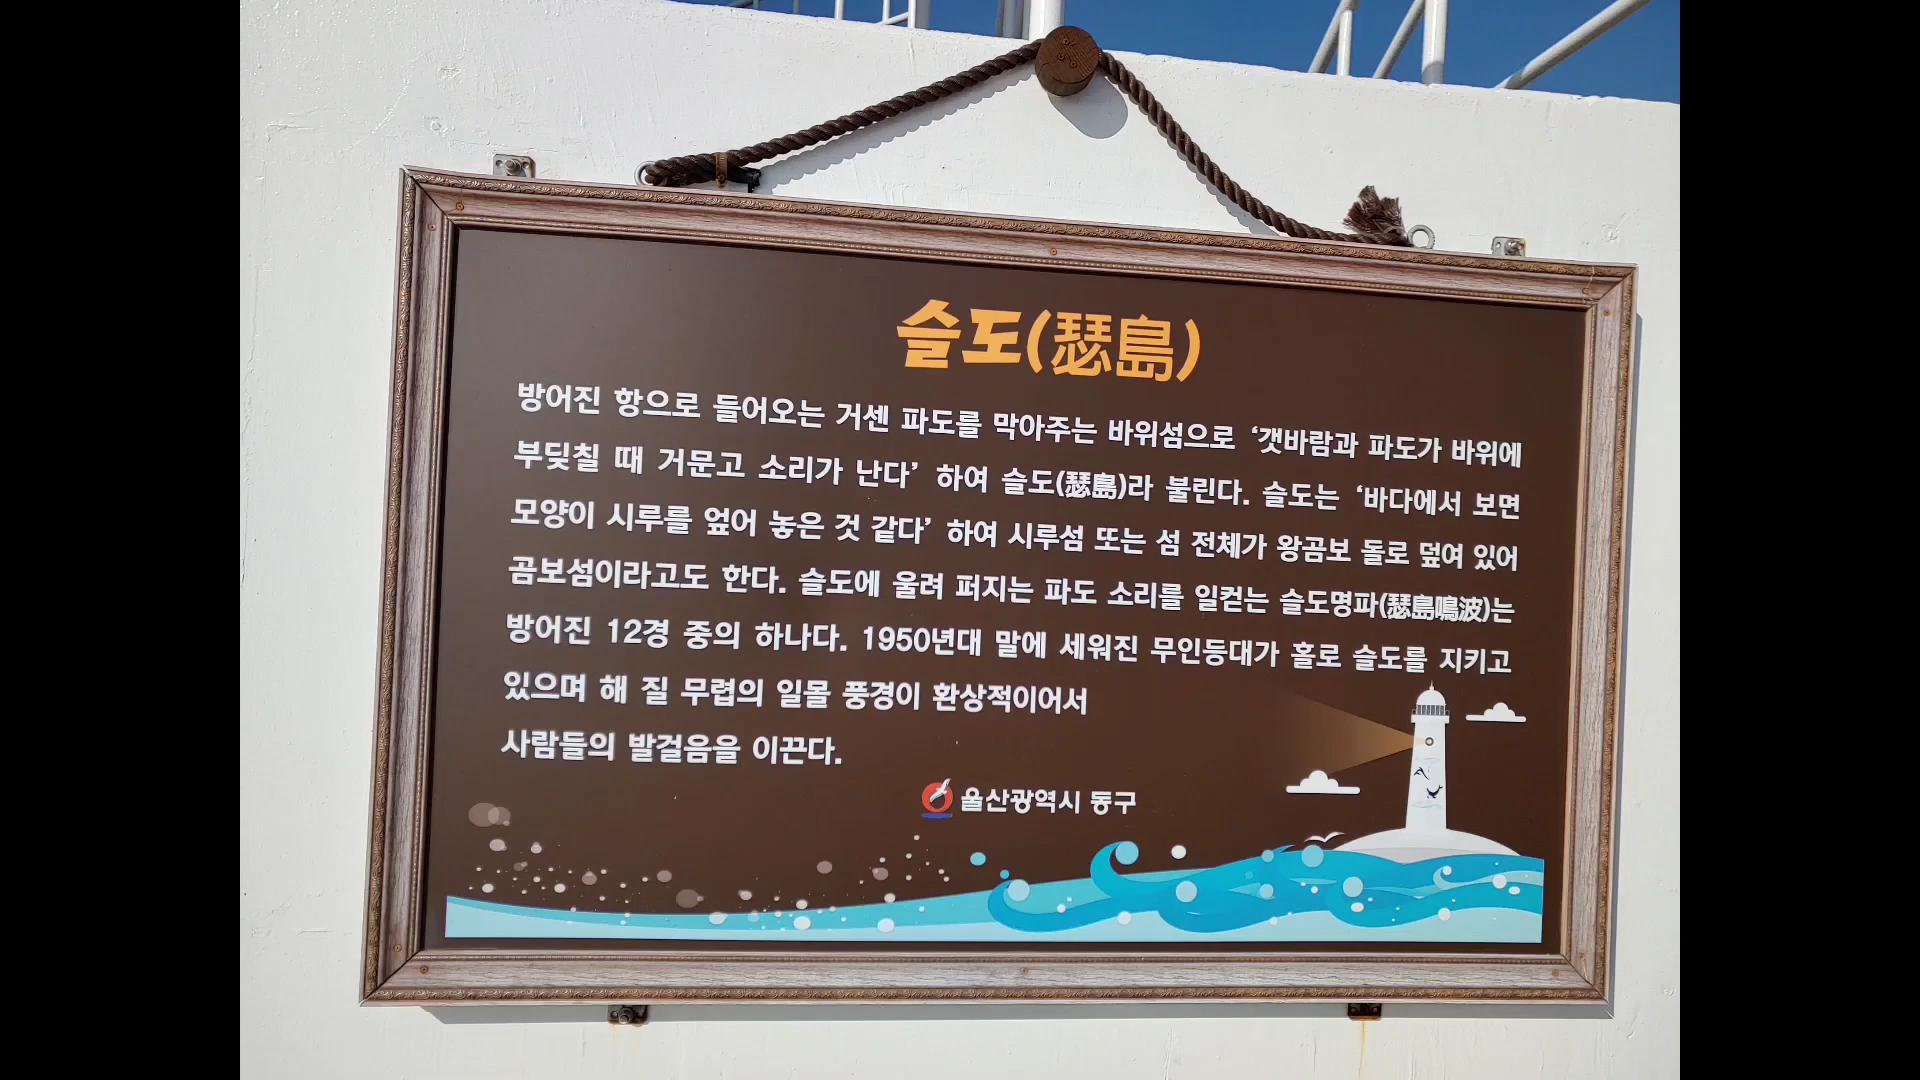 슬도(瑟島)
방어진 항으로 들어오는 거센 파도를 막아주는 바위섬으로 ‘갯바람과 파도가 바위에
부딪칠 때 거문고 소리가 난다’ 하여 슬도(瑟島)라 불린다. 슬도는 ‘바다에서 보면
모양이 시루를 엎어 놓은 것 같다’ 하여 시루섬 또는 섬 전체가 왕곰보 돌로 덮여 있어
곰보섬이라고도 한다. 슬도에 울려 퍼지는 파도 소리를 일컫는 슬도명파(瑟島鳴波)는
방어진 12경 중의 하나다. 1950년대 말에 세워진 무인등대가 홀로 슬도를 지키고
있으며 해 질 무렵의 일몰 풍경이 환상적이어서
사람들의 발걸음을 이끈다.
울산광역시 동구